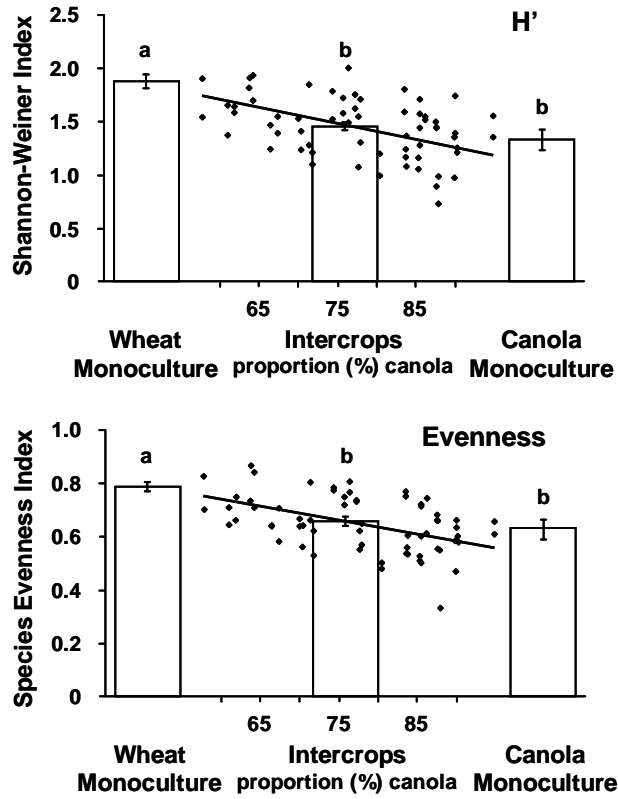 H’
Shannon-Weiner Index
2.5
2.0
1.5
1.0
0.5
0
a
b
b
65 75 85
Wheat Monoculture
Intercrops
proportion (%) canola
Canola Monoculture
Evenness
Species Evenness Index
1.0
0.8
0.6
0.4
0.2
0
a
b
b
65 75 85
Wheat Monoculture
Intercrops
proportion (%) canola
Canola Monoculture